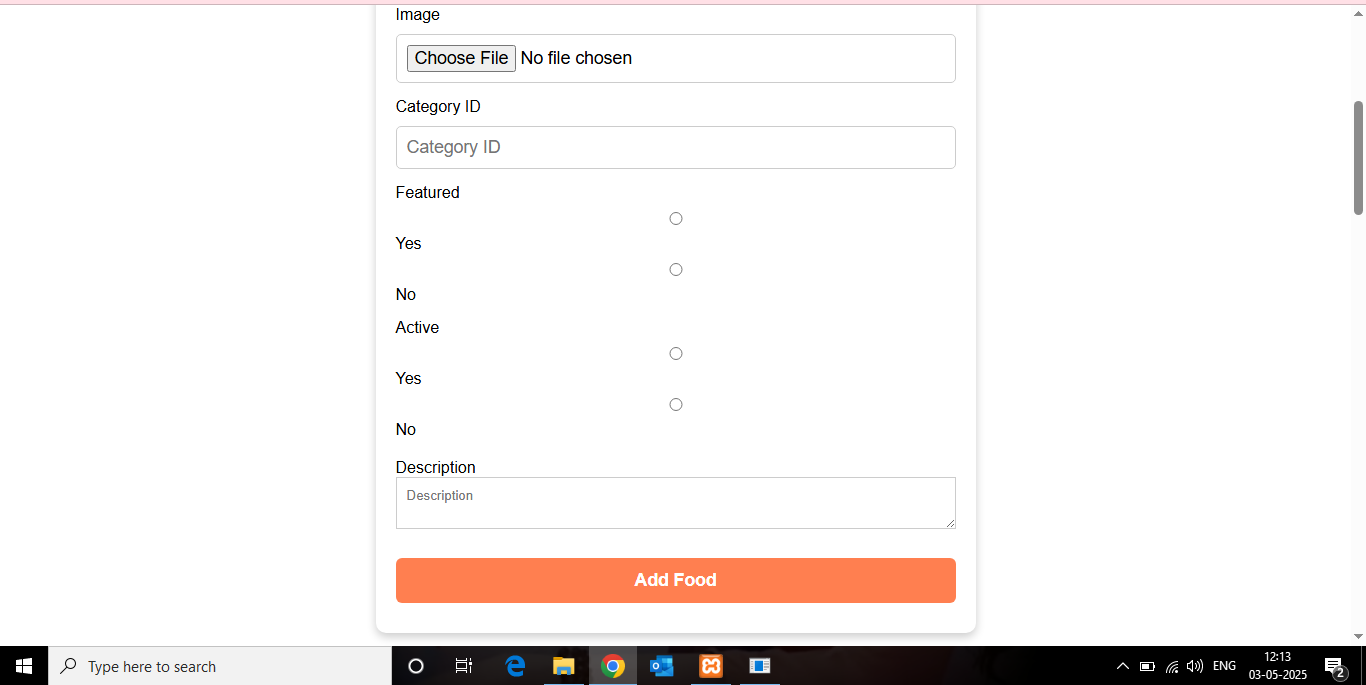 Image
Choose File No file chosen
Category ID
Category ID
Featured
Yes
No
Active
Yes
No
Description
Description
Add Food
Type here to search
ENG
12:13
03-05-2025
2